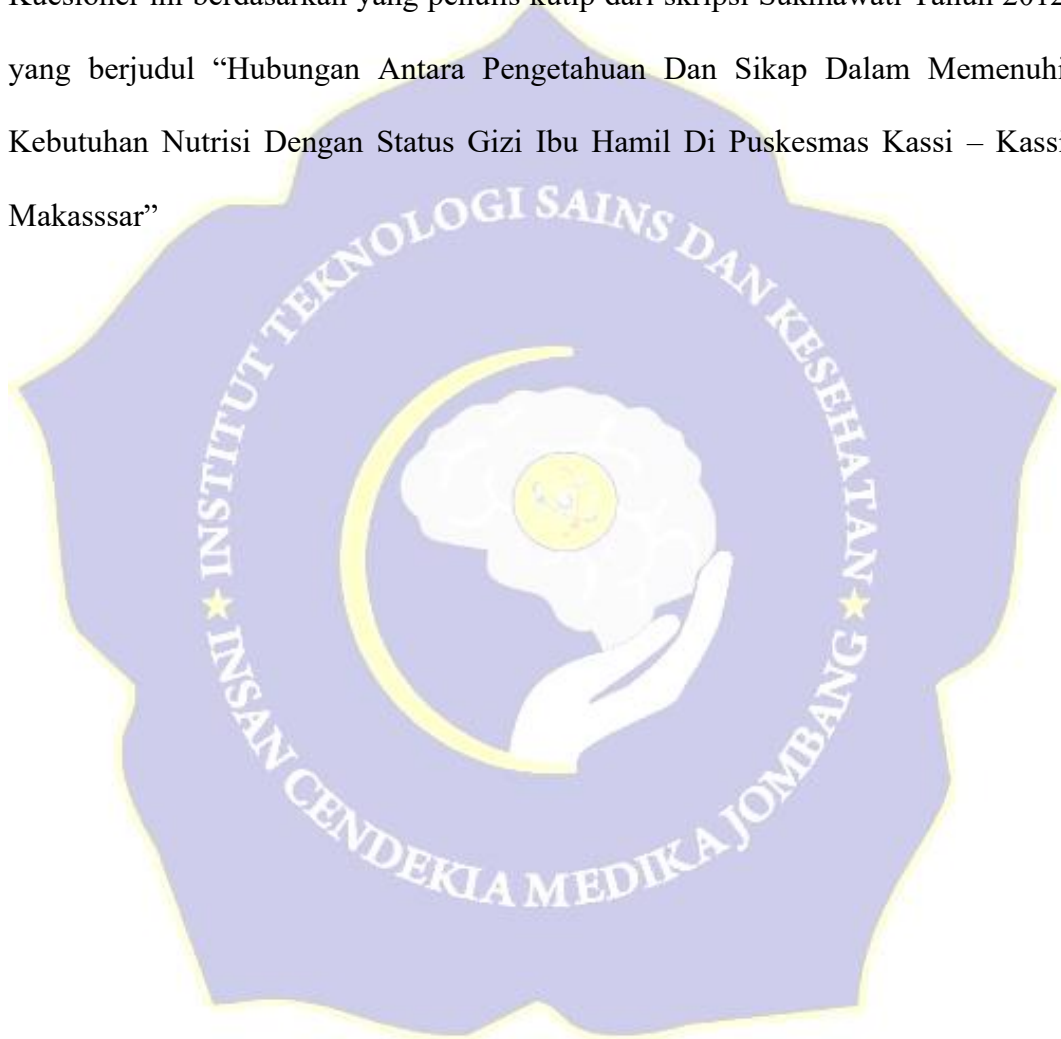 Kuesioner ini berdasarkan yang penulis kutip dari skripsi Sukmawati Tahun 2012
yang berjudul “Hubungan Antara Pengetahuan Dan Sikap Dalam Memenuhi
Kebutuhan Nutrisi Dengan Status Gizi Ibu Hamil Di Puskesmas Kassi – Kassi
Makasssar”
INSTITUT TEKNOLOGI SAINS DAN KESEHATAN
INSAN CENDEKIA MEDIKA JOMBANG